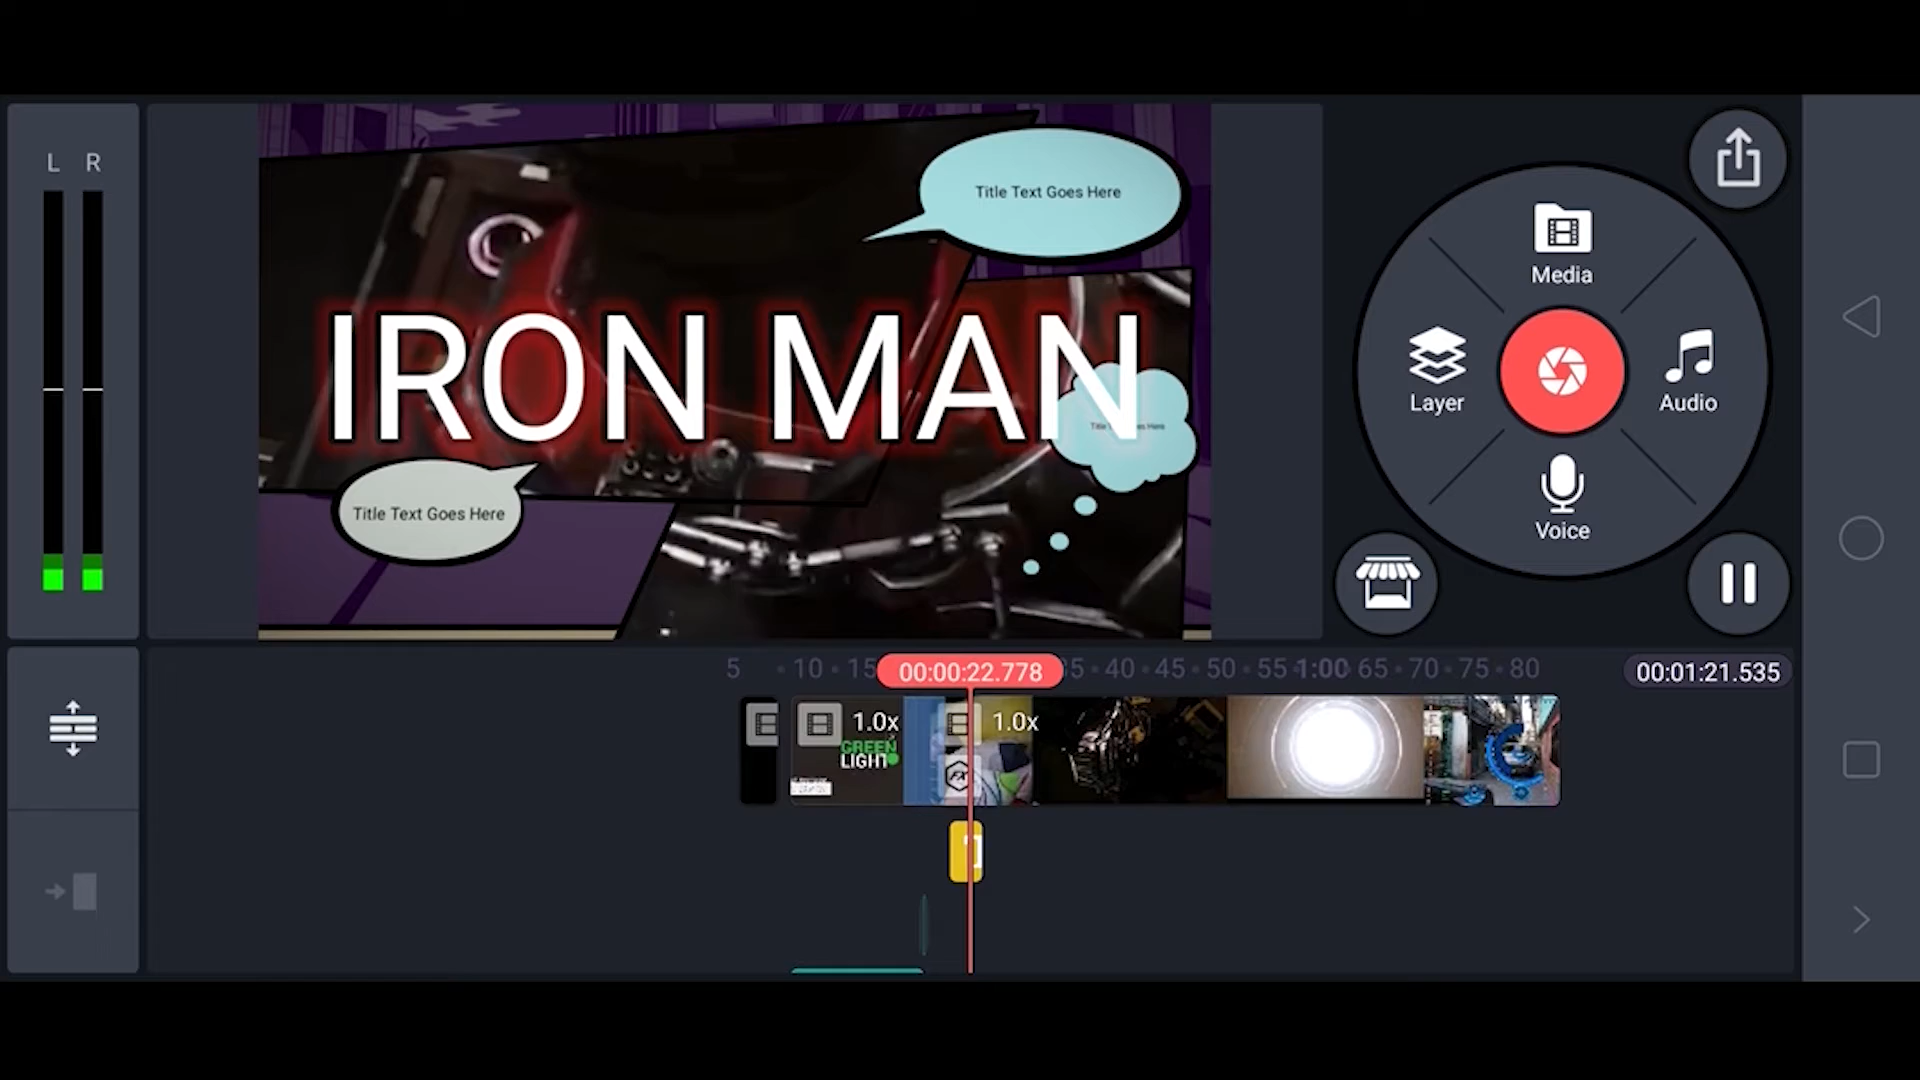 L R
Title Text Goes Here
IRON MAN
Title Text Goes Here
Media
Layer
Audio
Voice
5 10 15
00:00:22.778
35 40 45 50 55 1:00 65 70 75 80
00:01:21.535
1.0x
1.0x
GREEN
LIGHT
FX